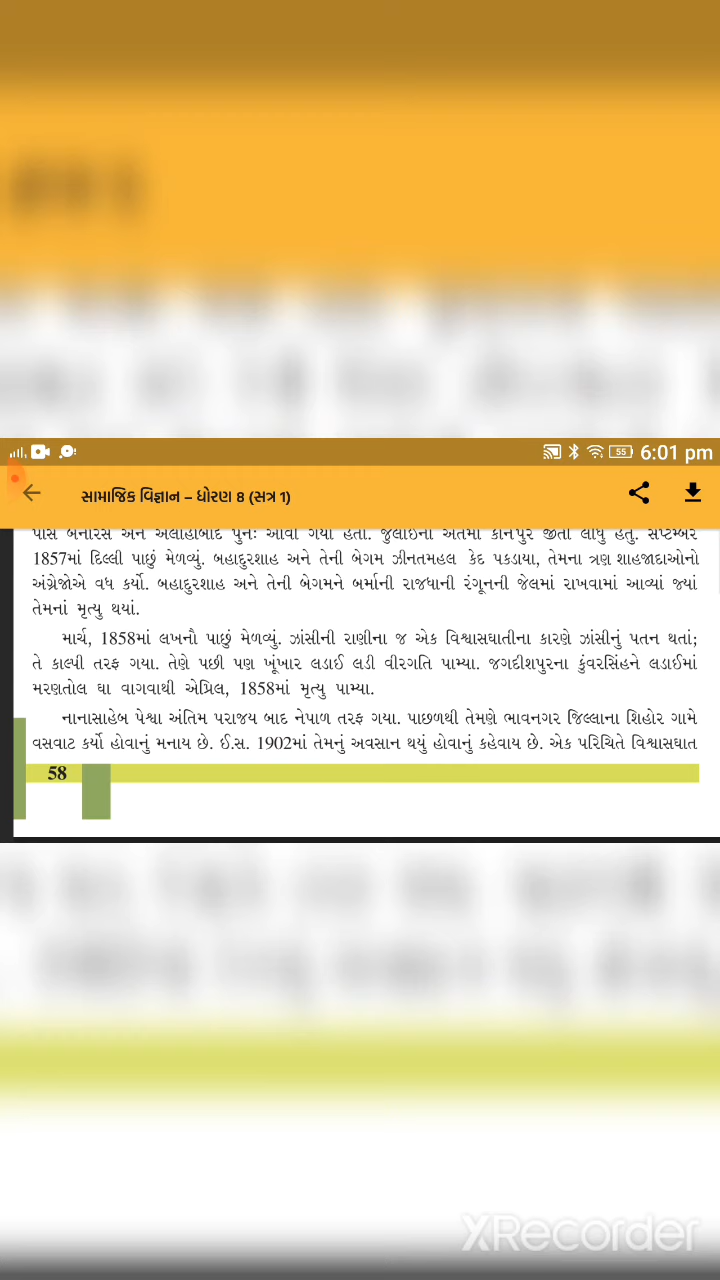 6:01 pm
55
સામાજિક વિજ્ઞાન – ધોરણ 8 (સત્ર 1)
પાસે બનારસ અને અલાહાબાદ પુનઃ આવી ગયાં હતાં. જુલાઈના અંતમાં કાનપુર જીતી લીધું હતું. સપ્ટેમ્બર
1857માં દિલ્લી પાછું મેળવ્યું. બહાદુરશાહ અને તેની બેગમ ઝીનતમહલ કેદ પકડાયા, તેમના ત્રણ શાહજાદાઓનો
અંગ્રેજોએ વધ કર્યો. બહાદુરશાહ અને તેની બેગમને બર્માની રાજધાની રંગૂનની જેલમાં રાખવામાં આવ્યાં જ્યાં
તેમનાં મૃત્યુ થયાં.
માર્ચ, 1858માં લખનૌ પાછું મેળવ્યું. ઝાંસીની રાણીના જ એક વિશ્વાસઘાતીના કારણે ઝાંસીનું પતન થતાં;
તે કાલ્પી તરફ ગયા. તેણે પછી પણ ખૂંખાર લડાઈ લડી વીરગતિ પામ્યા. જગદીશપુરના કુંવરસિંહને લડાઈમાં
મરણતોલ ઘા વાગવાથી એપ્રિલ, 1858માં મૃત્યુ પામ્યા.
નાનાસાહેબ પેશ્વા અંતિમ પરાજય બાદ નેપાળ તરફ ગયા. પાછળથી તેમણે ભાવનગર જિલ્લાના શિહોર ગામે
વસવાટ કર્યો હોવાનું મનાય છે. ઈ.સ. 1902માં તેમનું અવસાન થયું હોવાનું કહેવાય છે. એક પરિચિતે વિશ્વાસઘાત
58
XRecorder